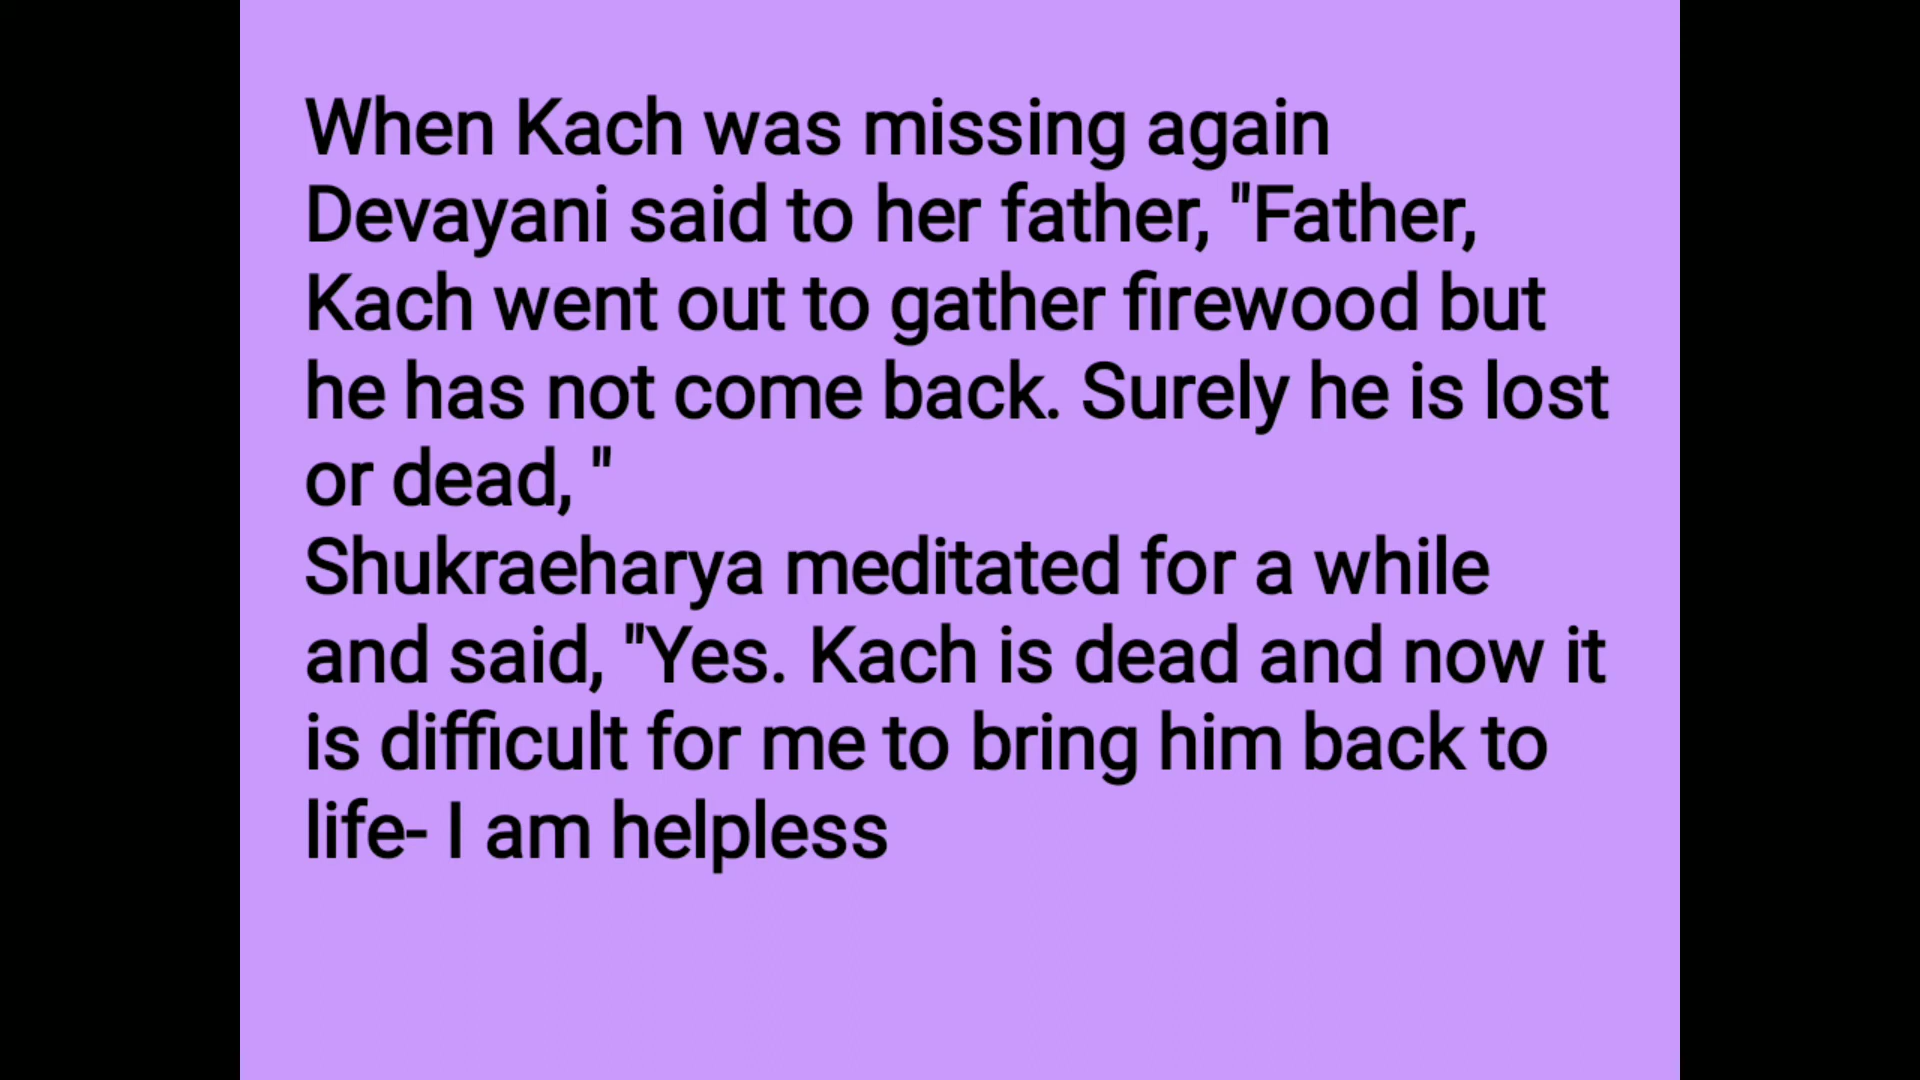 When Kach was missing again
Devayani said to her father, "Father,
Kach went out to gather firewood but
he has not come back. Surely he is lost
or dead, "
Shukraeharya meditated for a while
and said, "Yes. Kach is dead and now it
is difficult for me to bring him back to
life- I am helpless